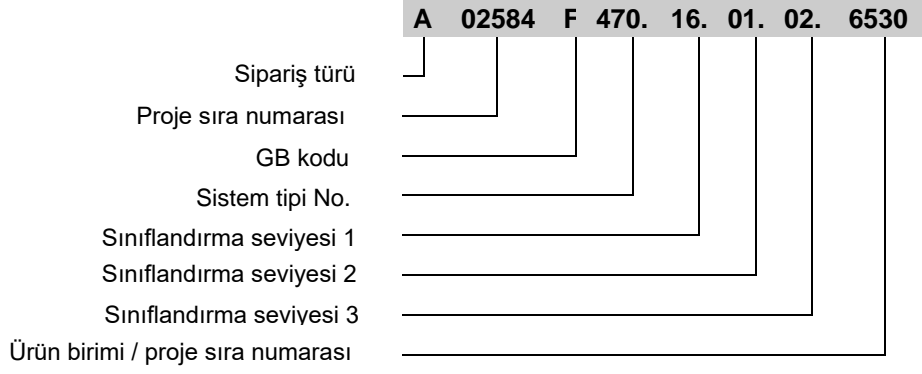 A 02584 F 470. 16. 01. 02. 6530
Sipariş türü
Proje sıra numarası
GB kodu
Sistem tipi No.
Sınıflandırma seviyesi 1
Sınıflandırma seviyesi 2
Sınıflandırma seviyesi 3
Ürün birimi / proje sıra numarası